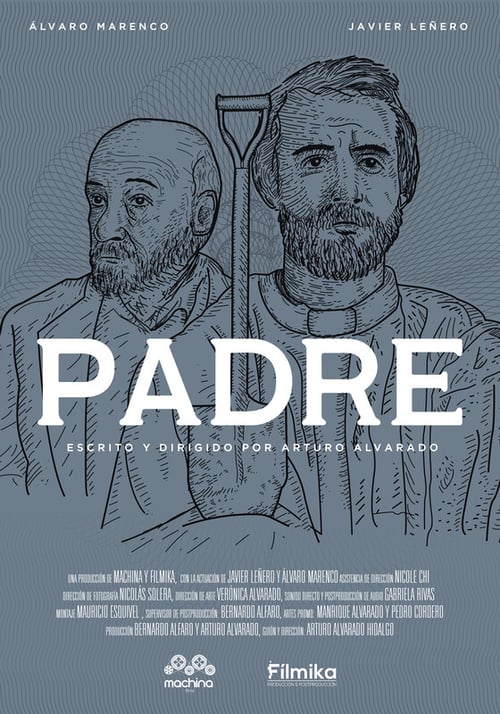 ÁLVARO MARENCO JAVIER LEÑERO
PADRE
ESCRITO Y DIRIGIDO POR ARTURO ALVARADO
UNA PRODUCCIÓN DE MACHINA Y FILMIKA, CON LA ACTUACIÓN DE JAVIER LEÑERO Y ÁLVARO MARENCO ASISTENCIA DE DIRECCIÓN NICOLE CHI
DIRECCIÓN DE FOTOGRAFÍA NICOLÁS SOLERA, DIRECCIÓN DE ARTE VERÓNICA ALVARADO, SONIDO DIRECTO Y POSTPRODUCCIÓN DE AUDIO GABRIELA RIVAS
MONTAJE MAURICIO ESQUIVEL, SUPERVISOR DE POSTPRODUCCIÓN: BERNARDO ALFARO, ARTES PROMO: MANRIQUE ALVARADO Y PEDRO CORDERO
PRODUCCIÓN BERNARDO ALFARO Y ARTURO ALVARADO, GUIÓN Y DIRECCIÓN: ARTURO ALVARADO HIDALGO
machina
films
Filmika
PRODUCCIÓN & POSTPRODUCCIÓN